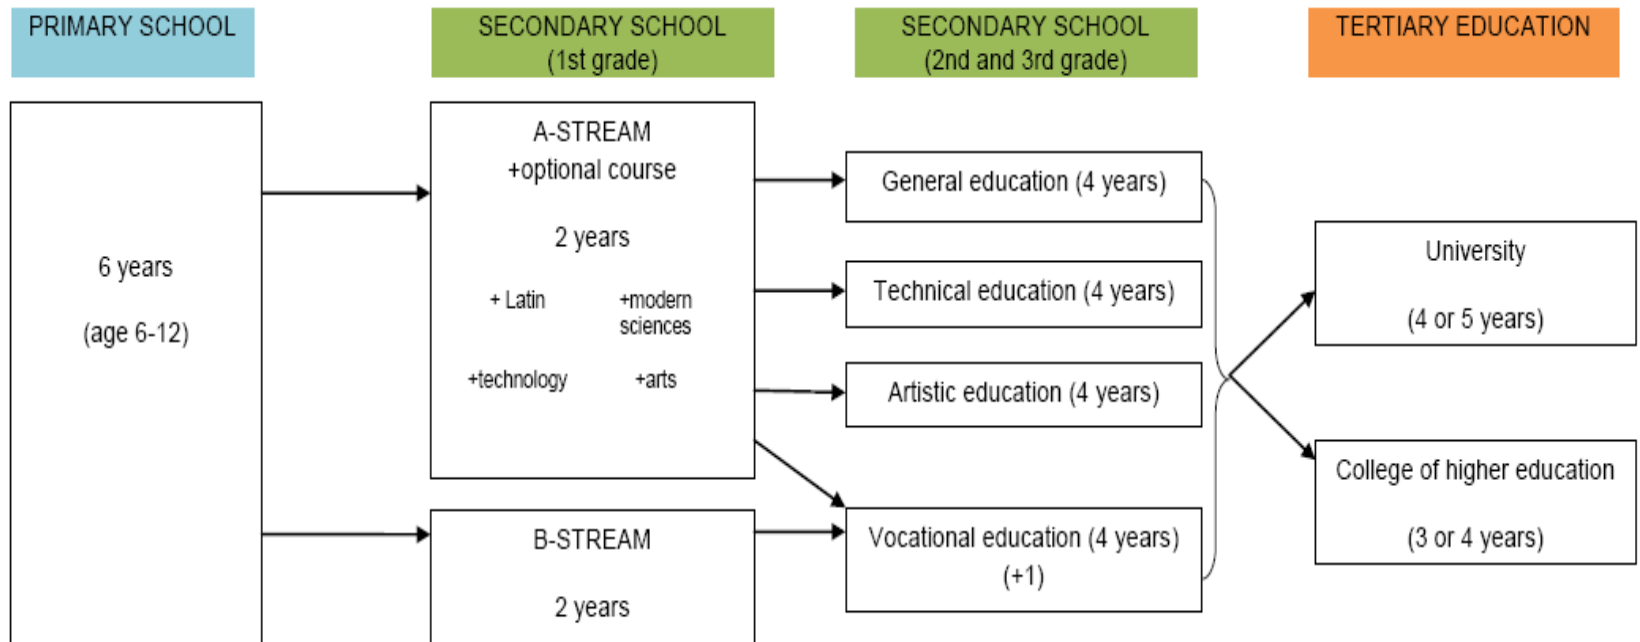 PRIMARY SCHOOL
SECONDARY SCHOOL
(1st grade)
SECONDARY SCHOOL
(2nd and 3rd grade)
TERTIARY EDUCATION
6 years
(age 6-12)
A-STREAM
+optional course
2 years
+ Latin
+modern
sciences
+technology
+arts
B-STREAM
2 years
General education (4 years)
Technical education (4 years)
Artistic education (4 years)
Vocational education (4 years)
(+1)
University
(4 or 5 years)
College of higher education
(3 or 4 years)